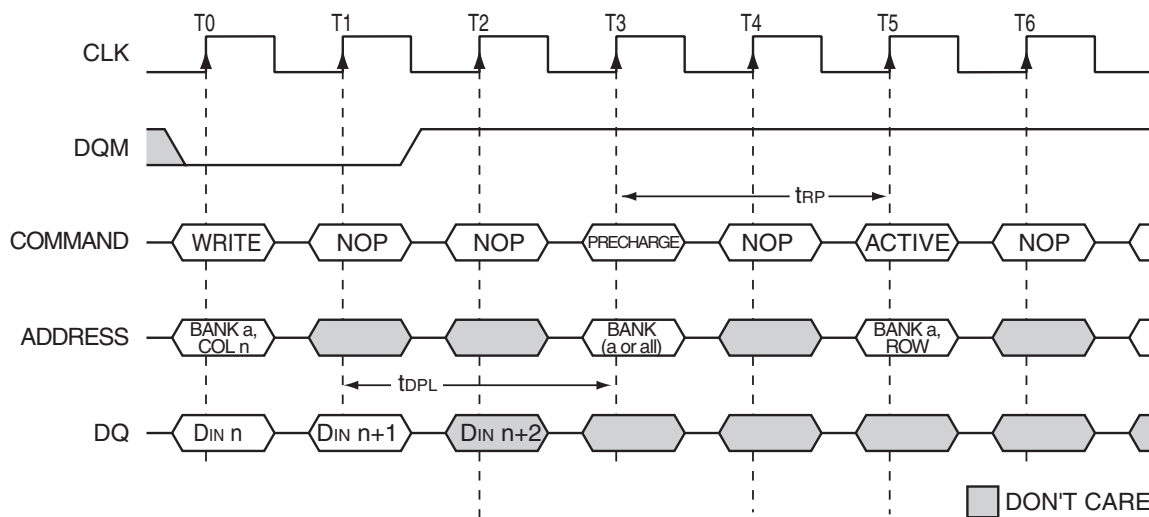 T0 T1 T2 T3 T4 T5 T6
CLK
DQM
tRP
COMMAND WRITE NOP NOP PRECHARGE NOP ACTIVE NOP
ADDRESS BANK a, COL n BANK (a or all) BANK a, ROW
tDPL
DQ DIN n DIN n+1 DIN n+2
DON'T CARE